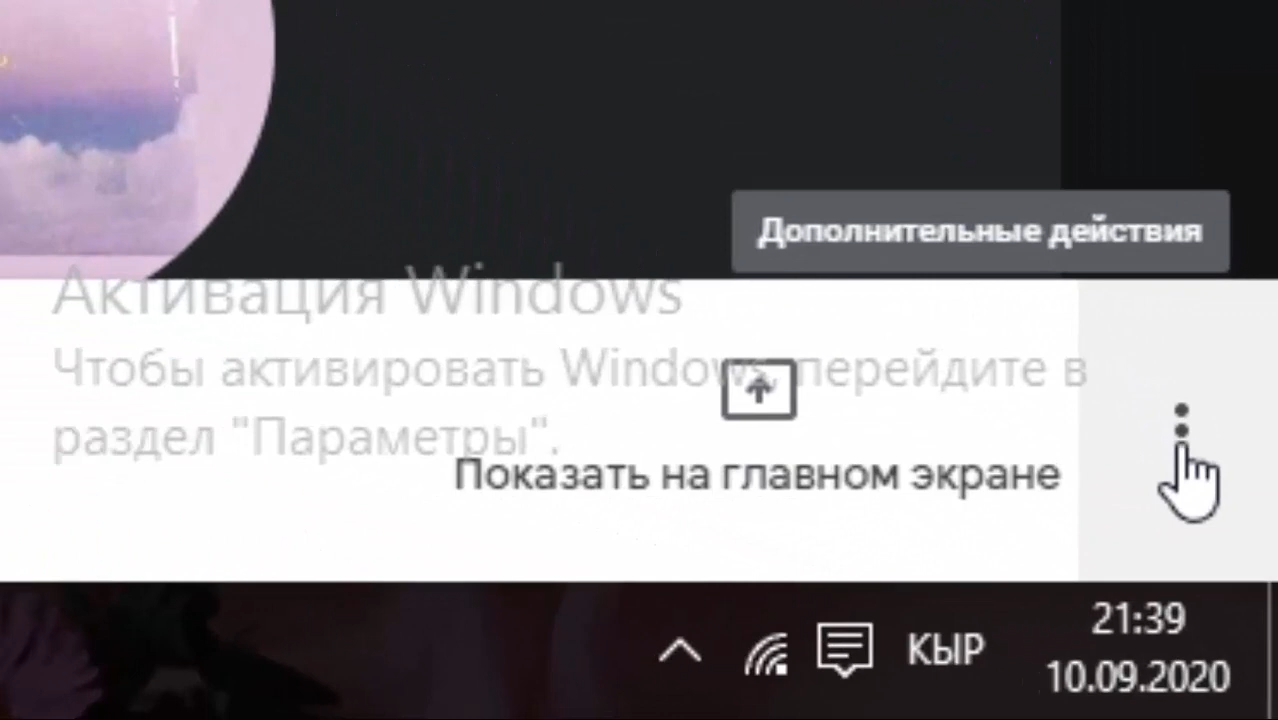 Дополнительные действия
Активация Windows
Чтобы активировать Windows, перейдите в
раздел "Параметры".
Показать на главном экране
КЫР
21:39
10.09.2020